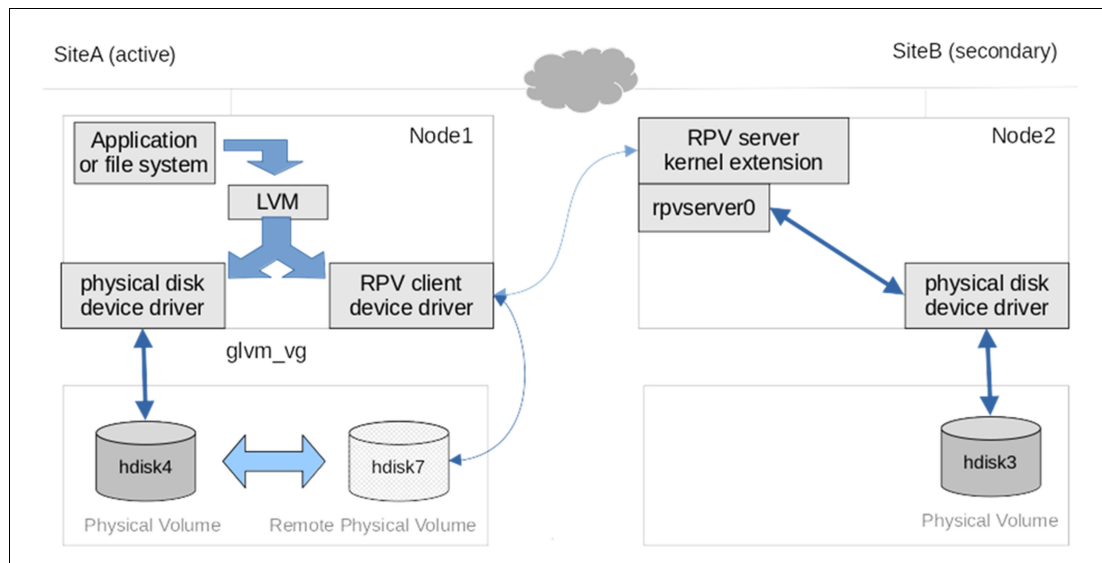 SiteA (active)
SiteB (secondary)
Application
or file system
Node1
LVM
physical disk
device driver
RPV client
device driver
glvm_vg
hdisk4
hdisk7
Physical Volume
Remote Physical Volume
RPV server
kernel extension
Node2
rpvserver0
physical disk
device driver
hdisk3
Physical Volume